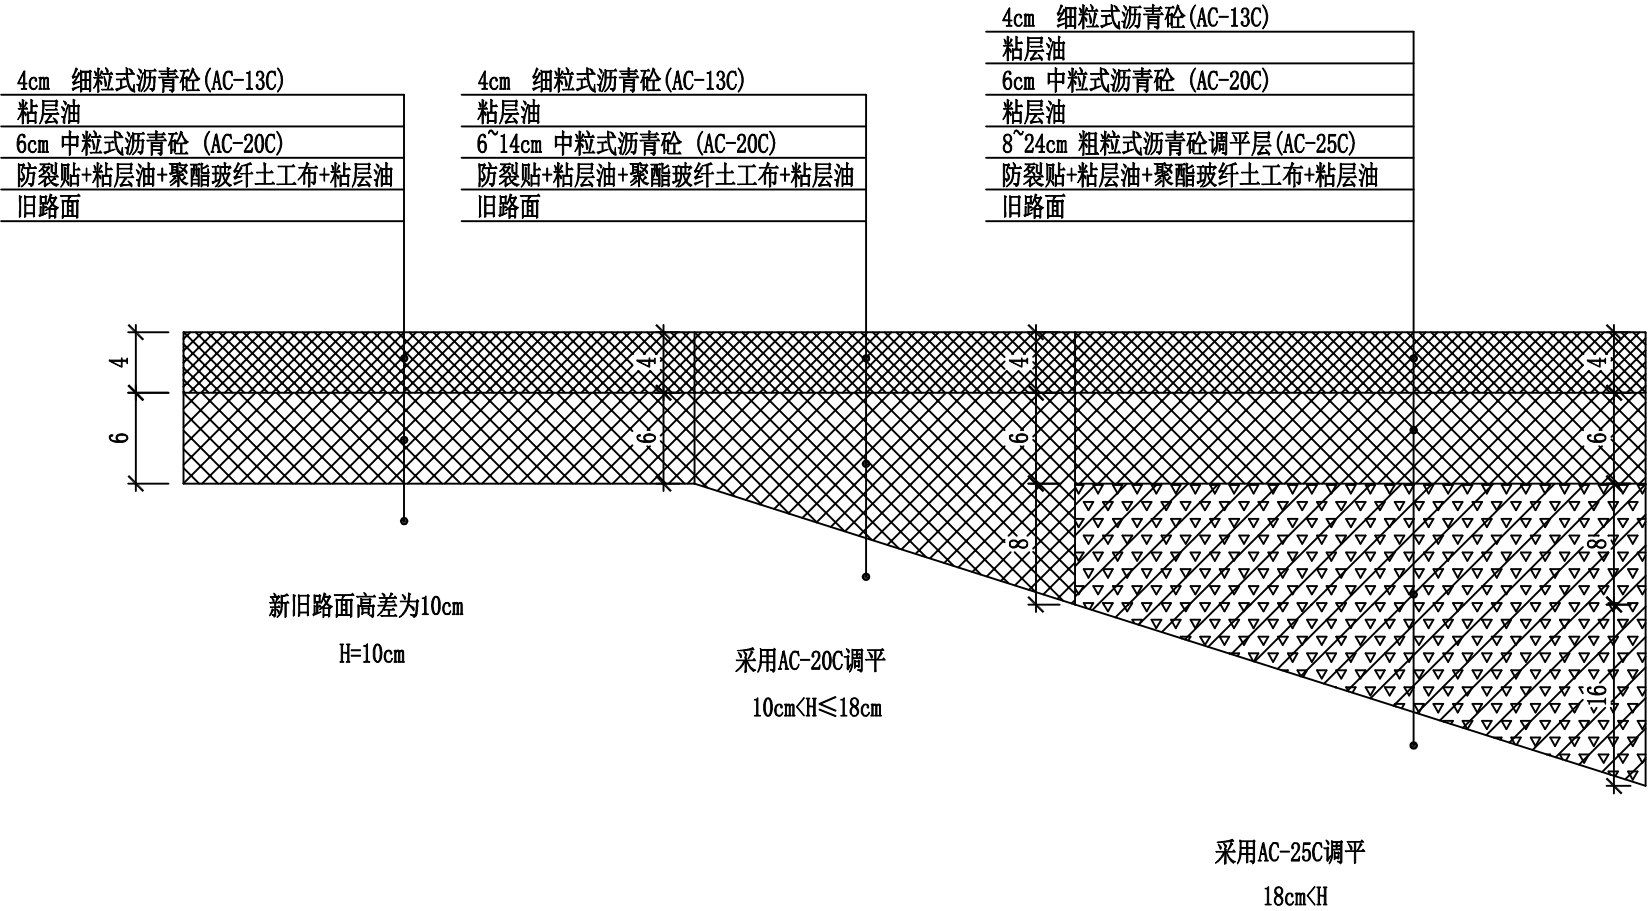 4cm  细粒式沥青砼(AC-13C)
粘层油
6cm 中粒式沥青砼 (AC-20C)
防裂贴+粘层油+聚酯玻纤土工布+粘层油
旧路面
4cm  细粒式沥青砼(AC-13C)
粘层油
6~14cm 中粒式沥青砼 (AC-20C)
防裂贴+粘层油+聚酯玻纤土工布+粘层油
旧路面
4cm  细粒式沥青砼(AC-13C)
粘层油
6cm 中粒式沥青砼 (AC-20C)
粘层油
8~24cm 粗粒式沥青砼调平层(AC-25C)
防裂贴+粘层油+聚酯玻纤土工布+粘层油
旧路面
4
6
4
6
4
6
8
4
6
8
16
新旧路面高差为10cm
H=10cm
采用AC-20C调平
10cm<H≤18cm
采用AC-25C调平
18cm<H